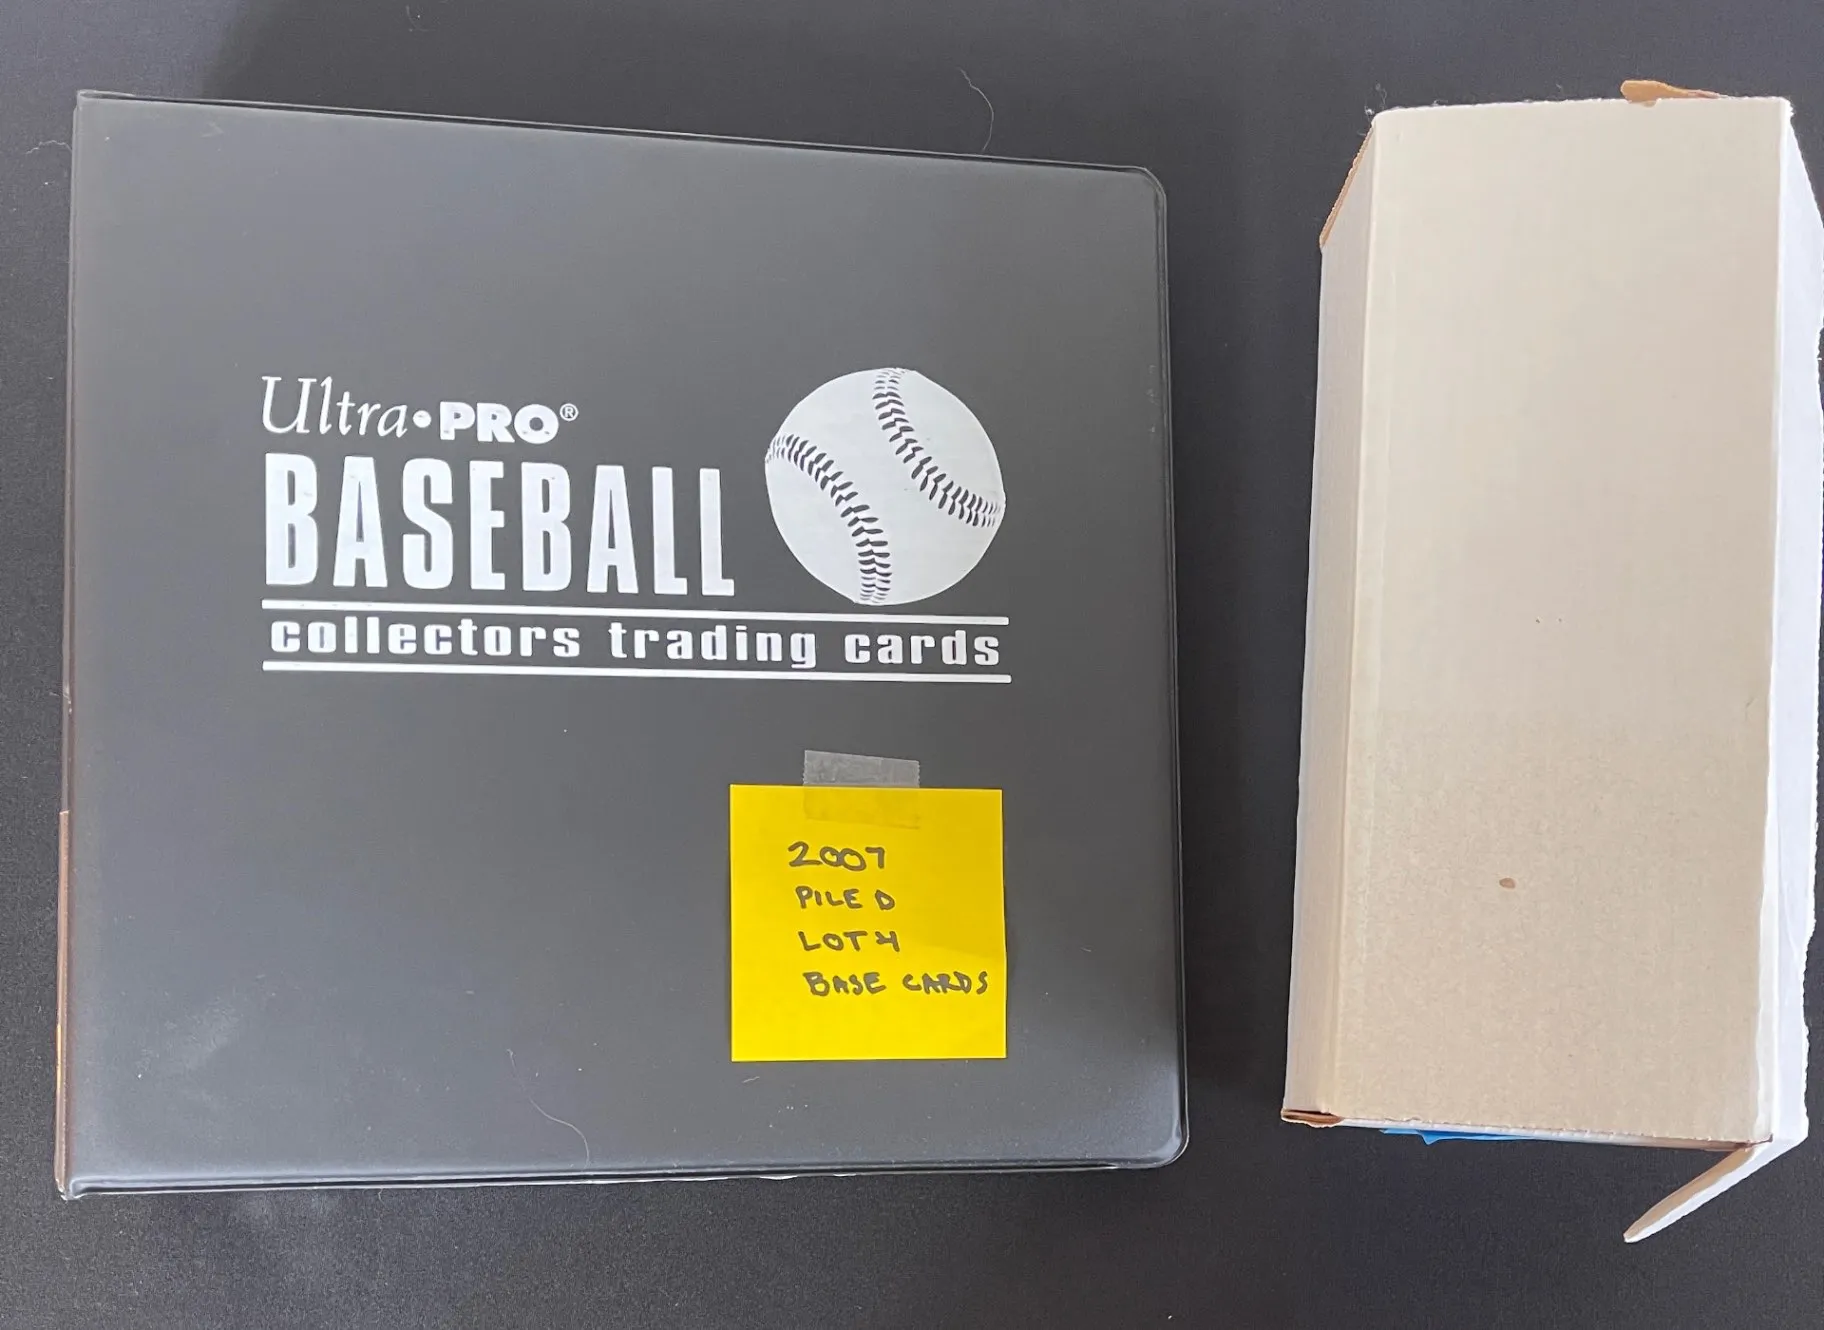 Ultra•PRO®
BASEBALL
collectors trading cards
2007
PILE D
LOT 4
BASE CARDS